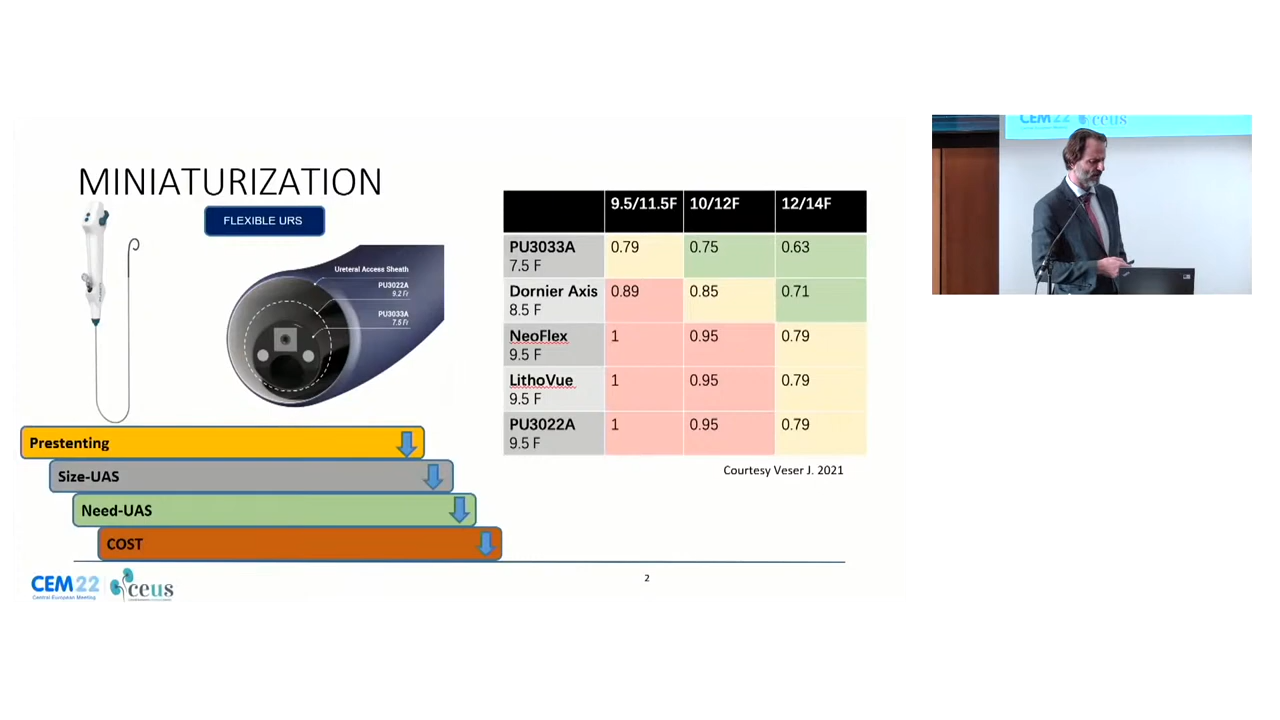 MINIATURIZATION
FLEXIBLE URS
Ureteral Access Sheath
PU3022A
9.2 Fr
PU3033A
7.5 Fr
Prestenting
Size-UAS
Need-UAS
COST
9.5/11.5F 10/12F 12/14F
PU3033A 0.79 0.75 0.63
7.5 F
Dornier Axis 0.89 0.85 0.71
8.5 F
NeoFlex 1 0.95 0.79
9.5 F
LithoVue 1 0.95 0.79
9.5 F
PU3022A 1 0.95 0.79
9.5 F
Courtesy Veser J. 2021
CEM22 ceus
Central European Meeting
2
CEM22 ceus